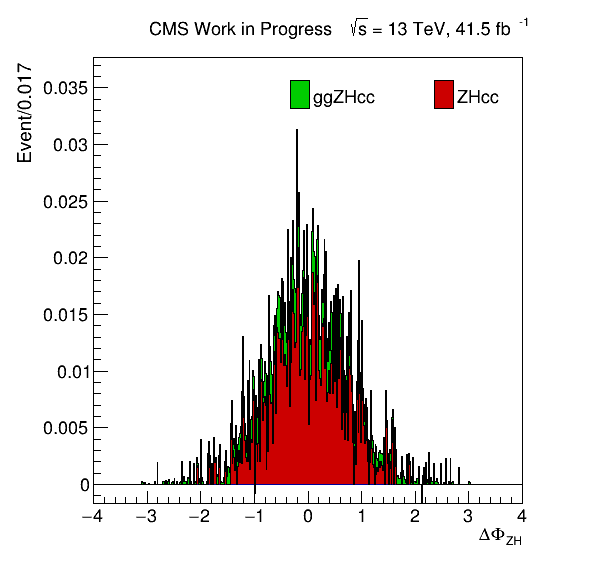 CMS Work in Progress √s = 13 TeV, 41.5 fb⁻¹
Event/0.017
ggZHcc ZHcc
0.035
0.03
0.025
0.02
0.015
0.01
0.005
0
−4 −3 −2 −1 0 1 2 3 4
ΔΦ_ZH